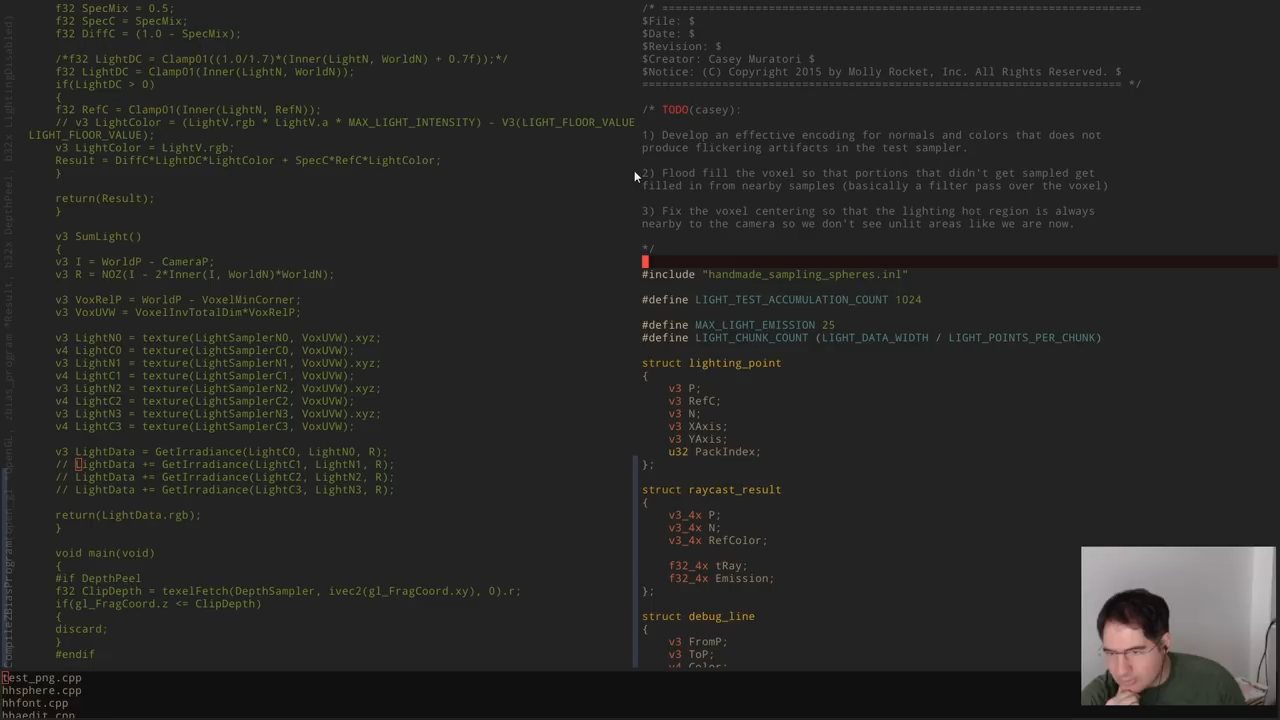 f32 SpecMix = 0.5;
f32 SpecC = SpecMix;
f32 DiffC = (1.0 - SpecMix);
/*f32 LightDC = Clamp01((1.0/1.7)*(Inner(LightN, WorldN) + 0.7f));*/
f32 LightDC = Clamp01(Inner(LightN, WorldN));
if(LightDC > 0)
{
f32 RefC = Clamp01(Inner(LightN, RefN));
// v3 LightColor = (LightV.rgb * LightV.a * MAX_LIGHT_INTENSITY) - V3(LIGHT_FLOOR_VALUE
LIGHT_FLOOR_VALUE);
v3 LightColor = LightV.rgb;
Result = DiffC*LightDC*LightColor + SpecC*RefC*LightColor;
}
return(Result);
}
v3 SumLight()
{
v3 I = WorldP - CameraP;
v3 R = NOZ(I - 2*Inner(I, WorldN)*WorldN);
v3 VoxRelP = WorldP - VoxelMinCorner;
v3 VoxUVW = VoxelInvTotalDim*VoxRelP;
v3 LightN0 = texture(LightSamplerN0, VoxUVW).xyz;
v4 LightC0 = texture(LightSamplerC0, VoxUVW);
v3 LightN1 = texture(LightSamplerN1, VoxUVW).xyz;
v4 LightC1 = texture(LightSamplerC1, VoxUVW);
v3 LightN2 = texture(LightSamplerN2, VoxUVW).xyz;
v4 LightC2 = texture(LightSamplerC2, VoxUVW);
v3 LightN3 = texture(LightSamplerN3, VoxUVW).xyz;
v4 LightC3 = texture(LightSamplerC3, VoxUVW);
v3 LightData = GetIrradiance(LightC0, LightN0, R);
// LightData += GetIrradiance(LightC1, LightN1, R);
// LightData += GetIrradiance(LightC2, LightN2, R);
// LightData += GetIrradiance(LightC3, LightN3, R);
return(LightData.rgb);
}
void main(void)
{
#if DepthPeel
f32 ClipDepth = texelFetch(DepthSampler, ivec2(gl_FragCoord.xy), 0).r;
if(gl_FragCoord.z <= ClipDepth)
{
discard;
}
#endif
/* ========================================================================
$File: $
$Date: $
$Revision: $
$Creator: Casey Muratori $
$Notice: (C) Copyright 2015 by Molly Rocket, Inc. All Rights Reserved. $
======================================================================== */
/* TODO(casey):
1) Develop an effective encoding for normals and colors that does not
produce flickering artifacts in the test sampler.
2) Flood fill the voxel so that portions that didn't get sampled get
filled in from nearby samples (basically a filter pass over the voxel)
3) Fix the voxel centering so that the lighting hot region is always
nearby to the camera so we don't see unlit areas like we are now.
*/
#include "handmade_sampling_spheres.inl"
#define LIGHT_TEST_ACCUMULATION_COUNT 1024
#define MAX_LIGHT_EMISSION 25
#define LIGHT_CHUNK_COUNT (LIGHT_DATA_WIDTH / LIGHT_POINTS_PER_CHUNK)
struct lighting_point
{
v3 P;
v3 RefC;
v3 N;
v3 XAxis;
v3 YAxis;
u32 PackIndex;
};
struct raycast_result
{
v3_4x P;
v3_4x N;
v3_4x RefColor;
f32_4x tRay;
f32_4x Emission;
};
struct debug_line
{
v3 FromP;
v3 ToP;
v4 Color;
test_png.cpp
hhsphere.cpp
hhfont.cpp
hhaedit.cpp